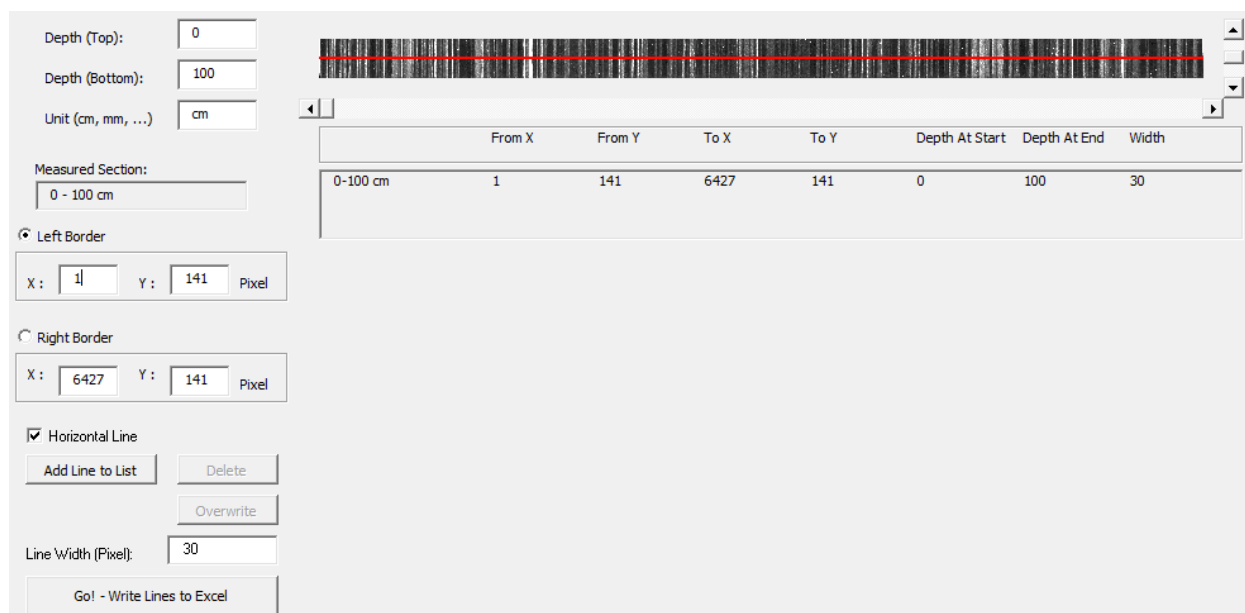 Depth (Top): 0
Depth (Bottom): 100
Unit (cm, mm, ...) cm
Measured Section:
0 - 100 cm
Left Border
X : 1 Y : 141 Pixel
Right Border
X : 6427 Y : 141 Pixel
Horizontal Line
Add Line to List Delete
Overwrite
Line Width (Pixel): 30
Go! - Write Lines to Excel
From X From Y To X To Y Depth At Start Depth At End Width
0-100 cm 1 141 6427 141 0 100 30